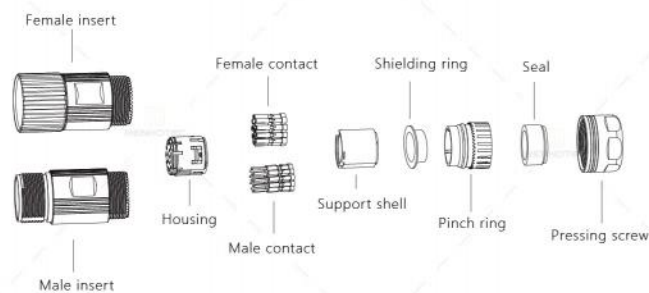 Female insert
Female contact
Shielding ring
Seal
Housing
Support shell
Pinch ring
Pressing screw
Male contact
Male insert